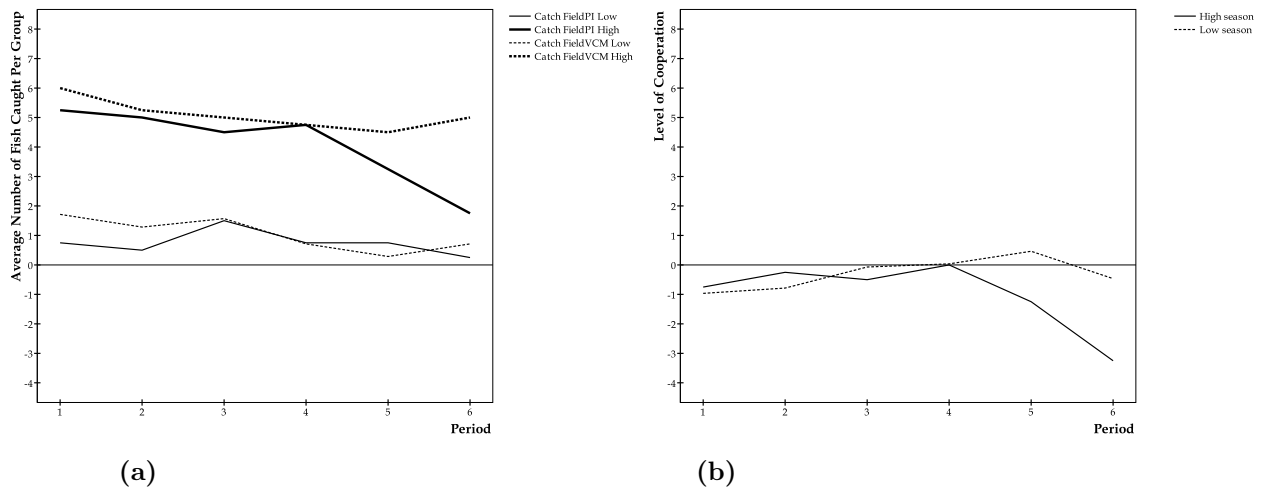 Average Number of Fish Caught Per Group
8
7
6
5
4
3
2
1
0
-1
-2
-3
-4
1 2 3 4 5 6
Period
Catch FieldPI Low
Catch FieldPI High
Catch FieldVCM Low
Catch FieldVCM High
(a)
Level of Cooperation
8
7
6
5
4
3
2
1
0
-1
-2
-3
-4
1 2 3 4 5 6
Period
High season
Low season
(b)